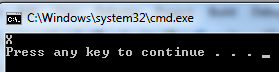 C:\Windows\system32\cmd.exe
X
Press any key to continue . . . _